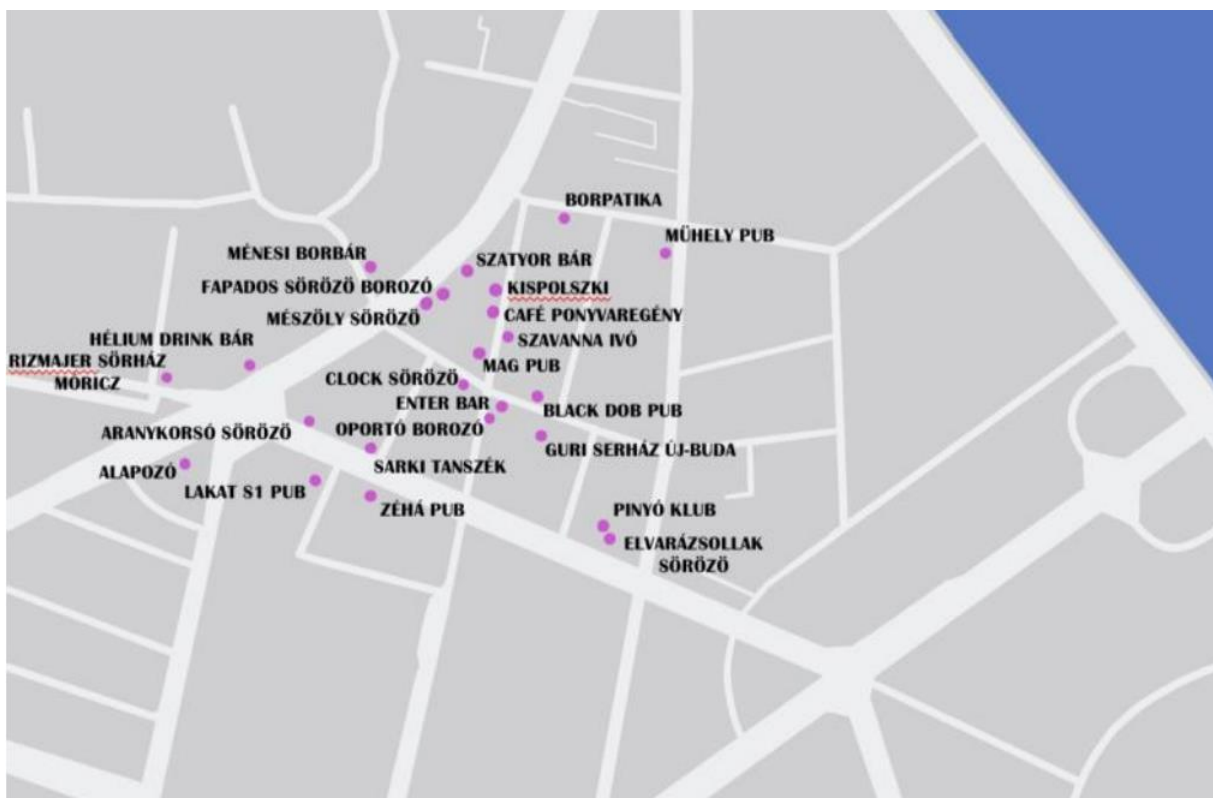 BORPATIKA
MŰHELY PUB
MÉNESI BORBÁR
SZATYOR BÁR
FAPADOS SÖRÖZŐ BOROZÓ
KISPOLSZKI
MÉSZÖLY SÖRÖZŐ
CAFÉ PONYVAREGÉNY
HÉLIUM DRINK BÁR
SZAVANNA IVÓ
RIZMAJER SÖRHÁZ
MÓRICZ
MAG PUB
CLOCK SÖRÖZŐ
ENTER BAR
BLACK DOB PUB
ARANYKORSÓ SÖRÖZŐ
OPORTÓ BOROZÓ
GURI SERHÁZ ÚJ-BUDA
ALAPOZÓ
SARKI TANSZÉK
LAKAT S1 PUB
ZÉHÁ PUB
PINYÓ KLUB
ELVARÁZSOLLAK
SÖRÖZŐ